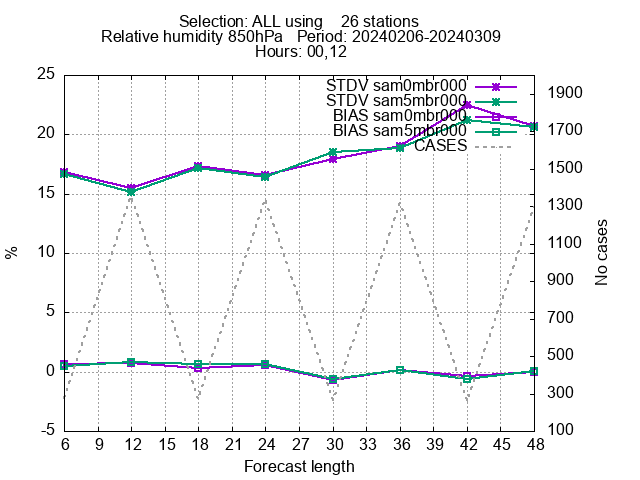 Selection: ALL using    26 stations
Relative humidity 850hPa   Period: 20240206-20240309
Hours: 00,12
STDV sam0mbr000
STDV sam5mbr000
BIAS sam0mbr000
BIAS sam5mbr000
CASES
25
20
15
10
5
0
-5
%
1900
1700
1500
1300
1100
900
700
500
300
100
No cases
6 9 12 15 18 21 24 27 30 33 36 39 42 45 48
Forecast length